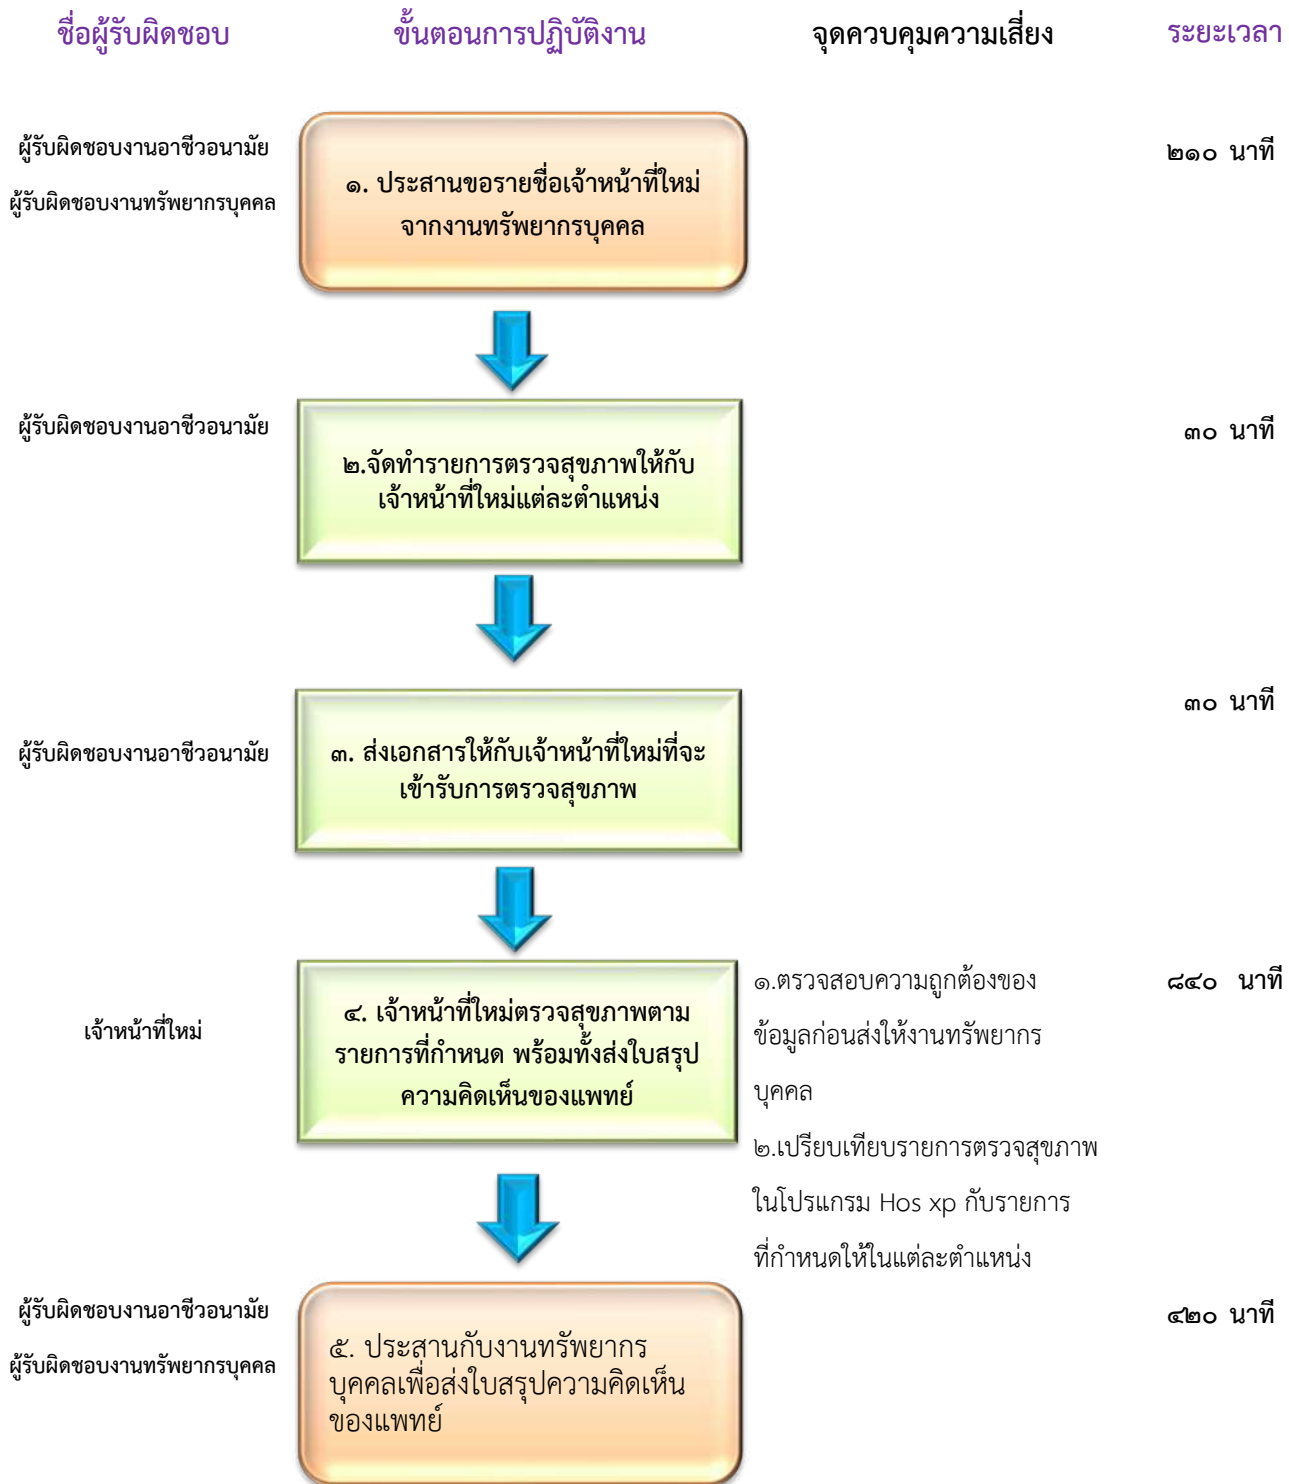 ชื่อผู้รับผิดชอบ ขั้นตอนการปฏิบัติงาน จุดควบคุมความเสี่ยง ระยะเวลา
ผู้รับผิดชอบงานอาชีวอนามัย
ผู้รับผิดชอบงานทรัพยากรบุคคล
๑. ประสานขอรายชื่อเจ้าหน้าที่ใหม่
จากงานทรัพยากรบุคคล
๒๑๐ นาที
ผู้รับผิดชอบงานอาชีวอนามัย
๒.จัดทำรายการตรวจสุขภาพให้กับ
เจ้าหน้าที่ใหม่แต่ละตำแหน่ง
๓๐ นาที
ผู้รับผิดชอบงานอาชีวอนามัย
๓. ส่งเอกสารให้กับเจ้าหน้าที่ใหม่ที่จะ
เข้ารับการตรวจสุขภาพ
๓๐ นาที
เจ้าหน้าที่ใหม่
๔. เจ้าหน้าที่ใหม่ตรวจสุขภาพตาม
รายการที่กำหนด พร้อมทั้งส่งใบสรุป
ความคิดเห็นของแพทย์
๑.ตรวจสอบความถูกต้องของ
ข้อมูลก่อนส่งให้งานทรัพยากร
บุคคล
๒.เปรียบเทียบรายการตรวจสุขภาพ
ในโปรแกรม Hos xp กับรายการ
ที่กำหนดให้ในแต่ละตำแหน่ง
๘๔๐ นาที
ผู้รับผิดชอบงานอาชีวอนามัย
ผู้รับผิดชอบงานทรัพยากรบุคคล
๕. ประสานกับงานทรัพยากร
บุคคลเพื่อส่งใบสรุปความคิดเห็น
ของแพทย์
๔๒๐ นาที